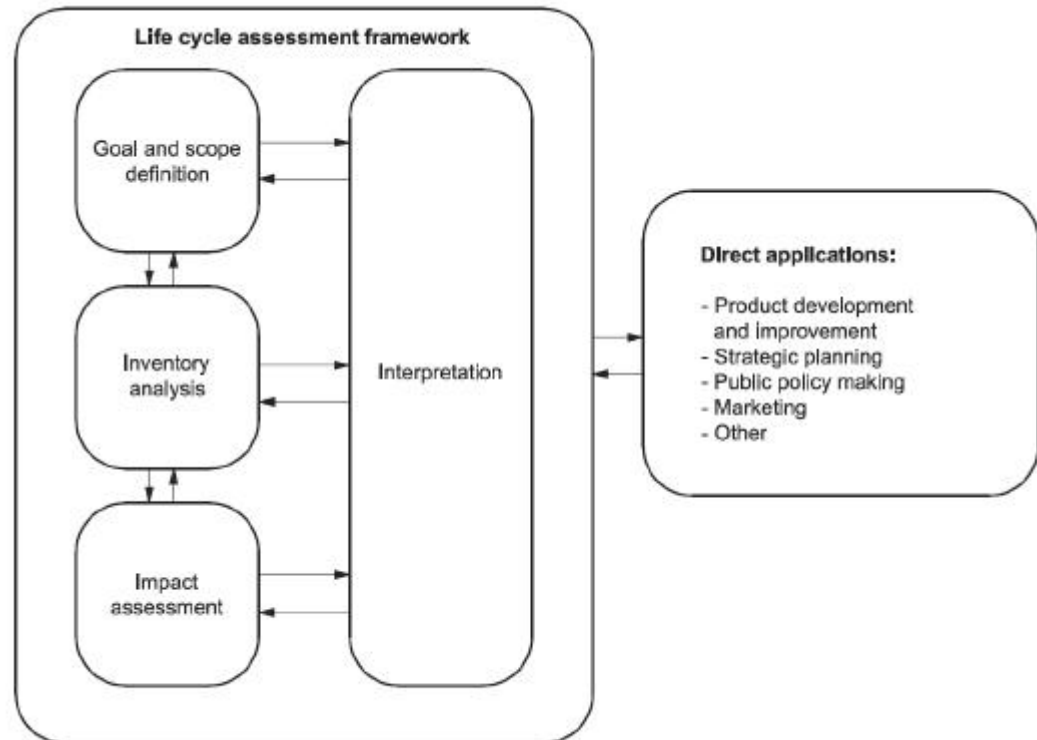 Life cycle assessment framework
Goal and scope
definition
Inventory
analysis
Impact
assessment
Interpretation
Direct applications:
- Product development
and improvement
- Strategic planning
- Public policy making
- Marketing
- Other